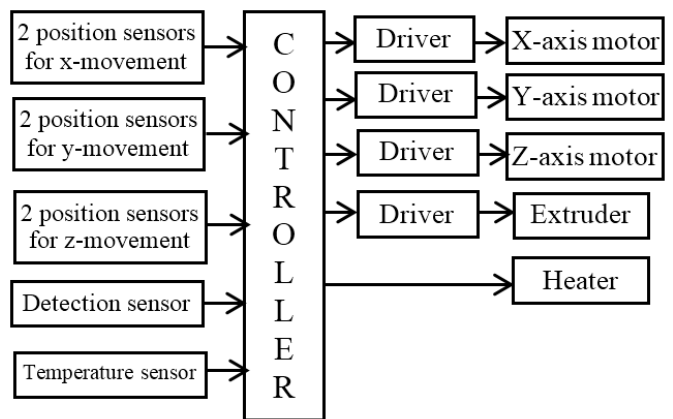 2 position sensors
for x-movement
2 position sensors
for y-movement
2 position sensors
for z-movement
Detection sensor
Temperature sensor
C
O
N
T
R
O
L
L
E
R
Driver
X-axis motor
Driver
Y-axis motor
Driver
Z-axis motor
Driver
Extruder
Heater